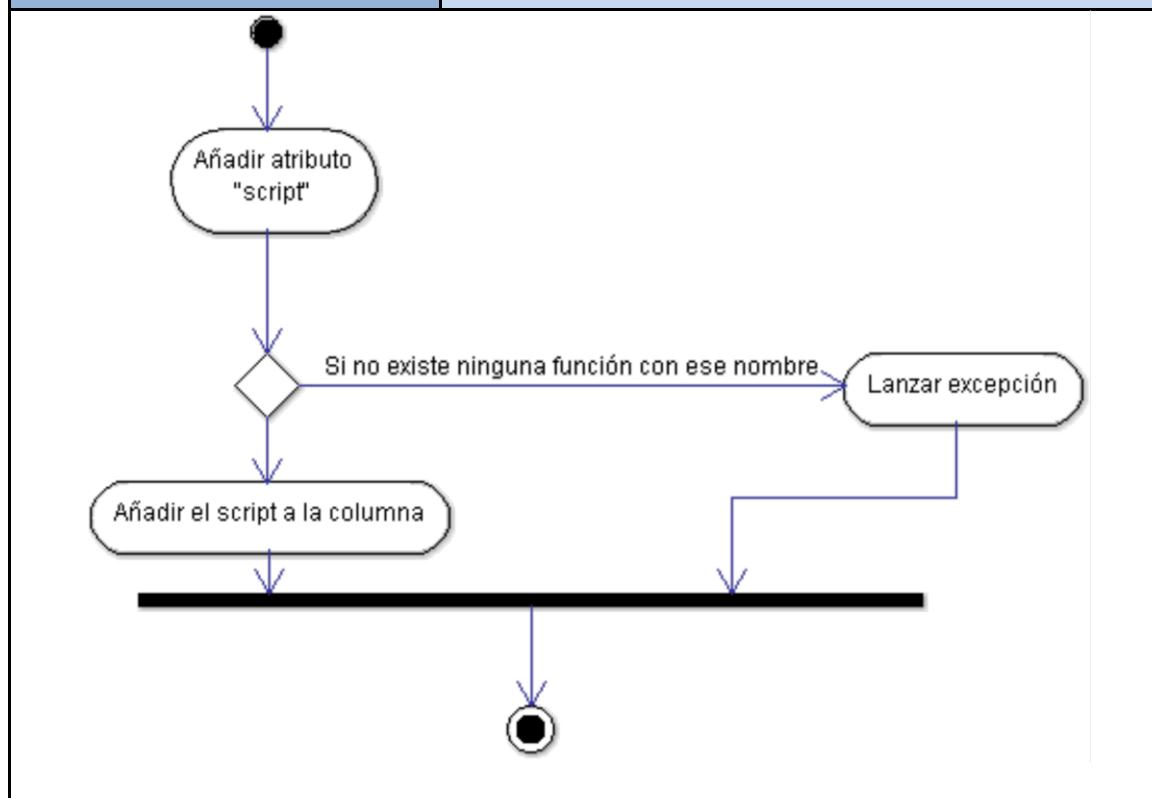 Añadir atributo
"script"
Si no existe ninguna función con ese nombre
Lanzar excepción
Añadir el script a la columna